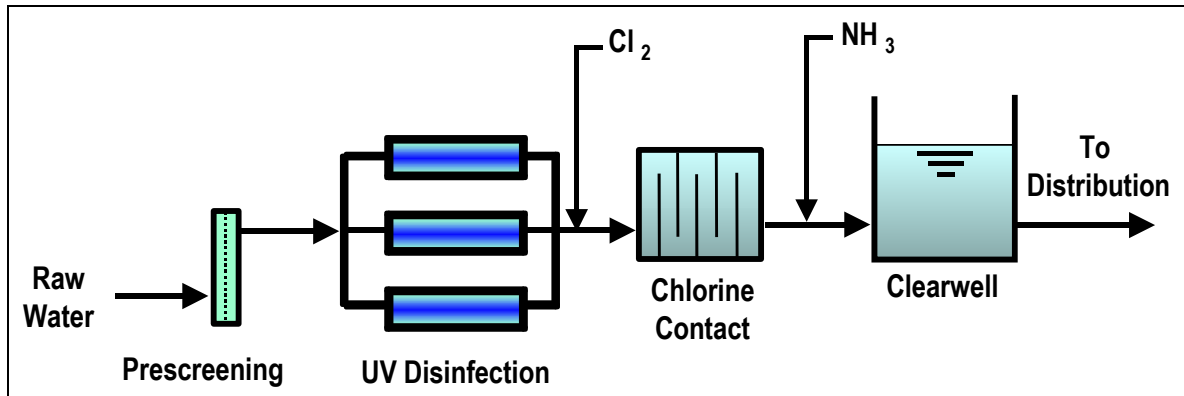 Cl 2
NH 3
To
Distribution
Raw
Water
Prescreening
UV Disinfection
Chlorine
Contact
Clearwell